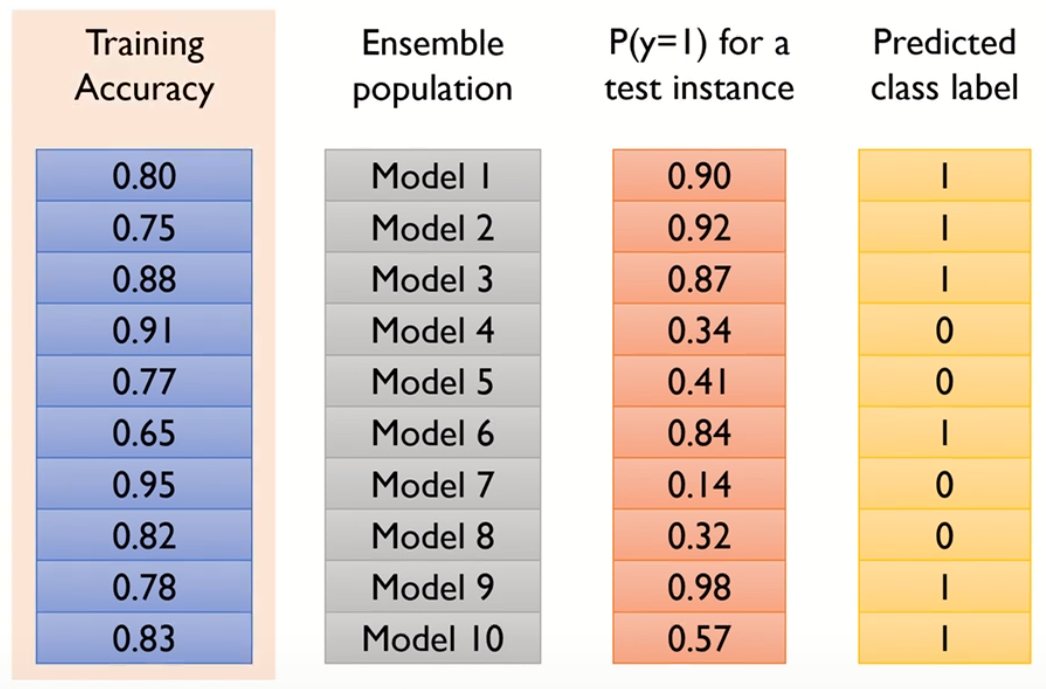 Training Accuracy
Ensemble population
P(y=1) for a test instance
Predicted class label
0.80 Model 1 0.90 1
0.75 Model 2 0.92 1
0.88 Model 3 0.87 1
0.91 Model 4 0.34 0
0.77 Model 5 0.41 0
0.65 Model 6 0.84 1
0.95 Model 7 0.14 0
0.82 Model 8 0.32 0
0.78 Model 9 0.98 1
0.83 Model 10 0.57 1